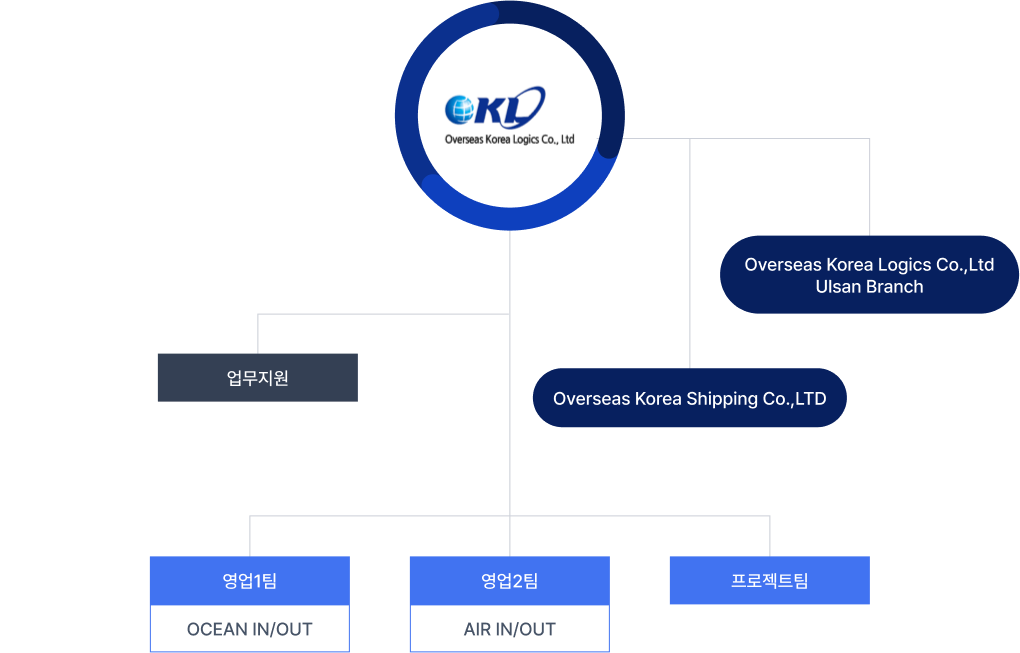 OKL
Overseas Korea Logics Co., Ltd
Overseas Korea Logics Co.,Ltd
Ulsan Branch
업무지원
Overseas Korea Shipping Co.,LTD
영업1팀
영업2팀
프로젝트팀
OCEAN IN/OUT
AIR IN/OUT